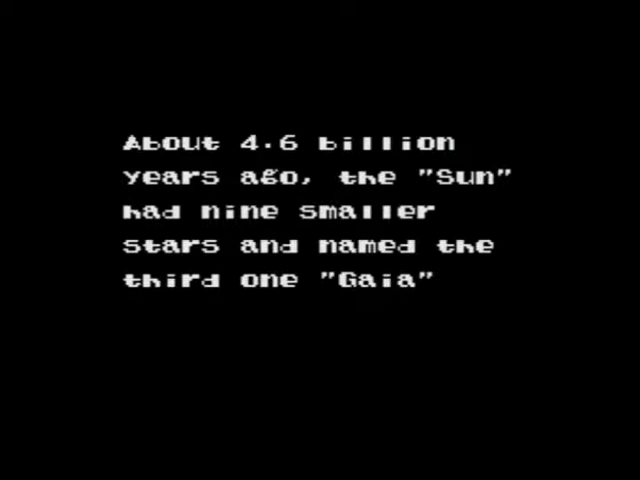 About 4.6 billion
years ago, the "Sun"
had nine smaller
stars and named the
third one "Gaia"